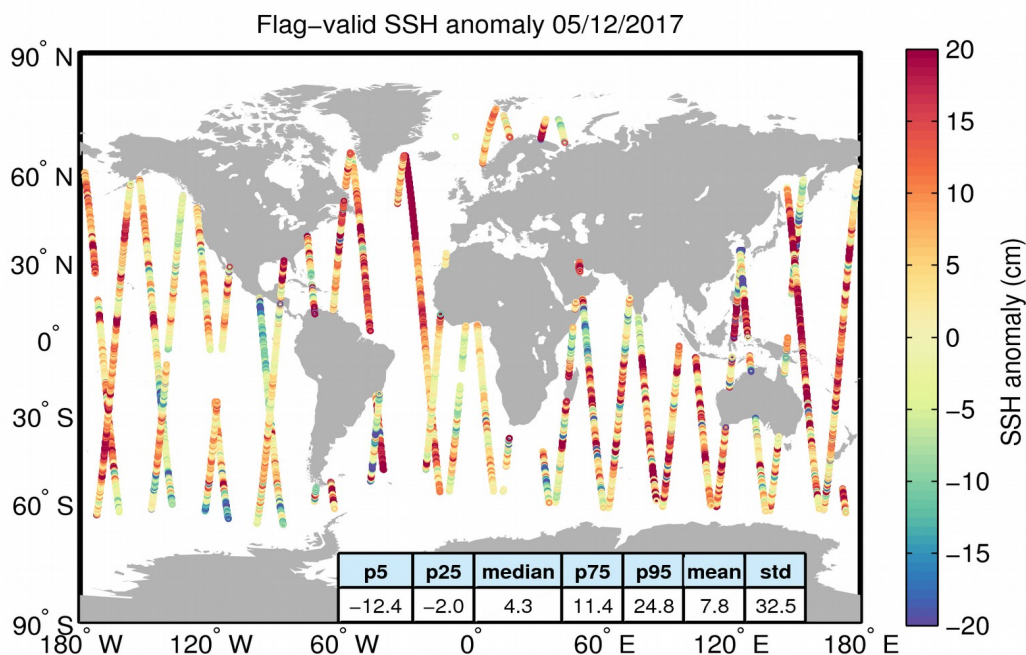 Flag−valid SSH anomaly 05/12/2017
90° N
60° N
30° N
0°
30° S
60° S
90° S
180° W 120° W 60° W 0° 60° E 120° E 180° E
p5 p25 median p75 p95 mean std
−12.4 −2.0 4.3 11.4 24.8 7.8 32.5
20
15
10
5
0
−5
−10
−15
−20
SSH anomaly (cm)